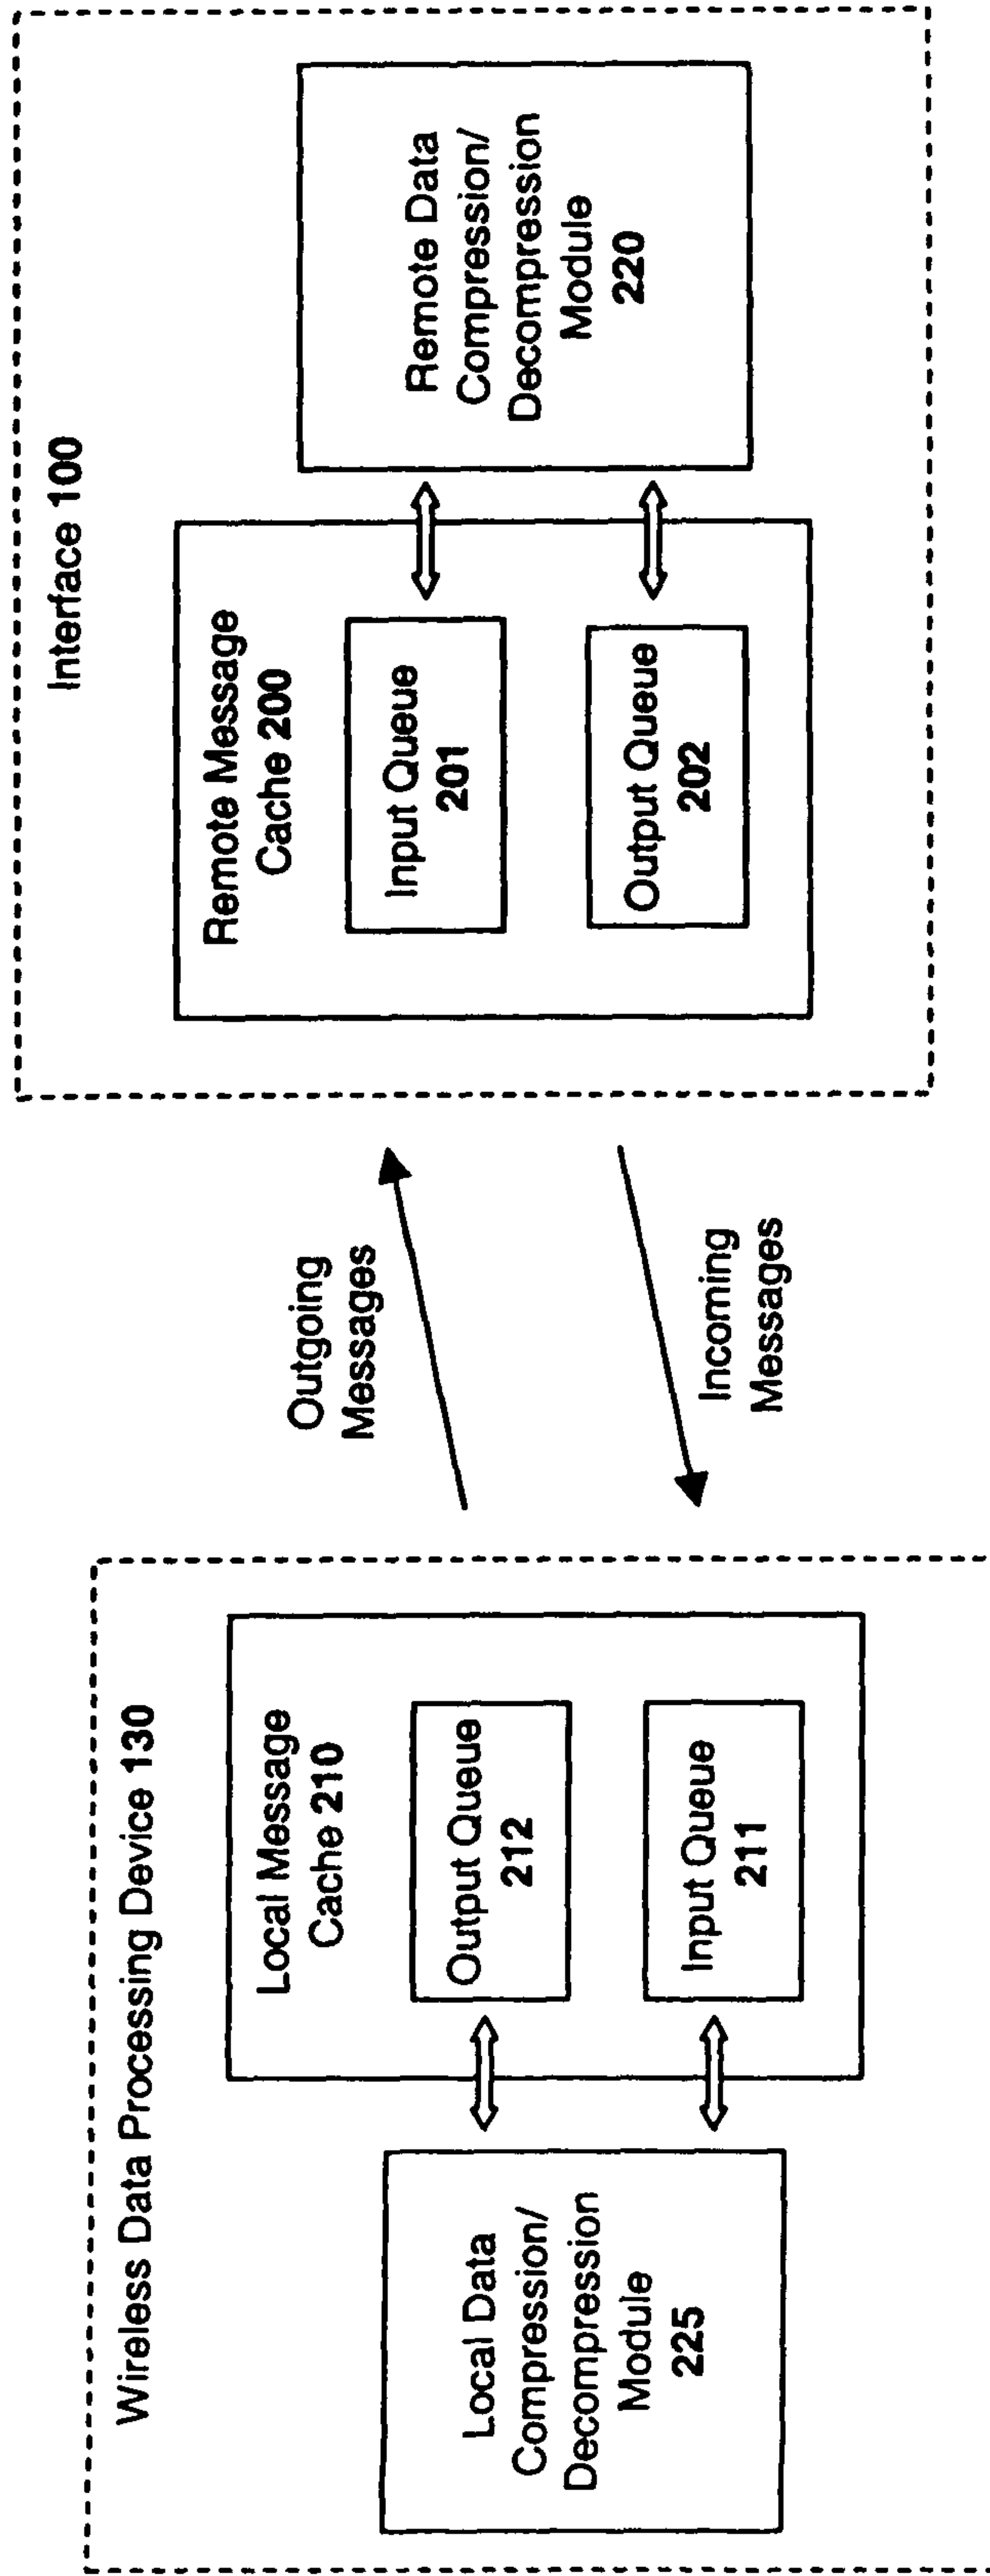 Wireless Data Processing Device 130
Local Data
Compression/
Decompression
Module
225
Local Message
Cache 210
Output Queue
212
Input Queue
211
Outgoing
Messages
Incoming
Messages
Interface 100
Remote Message
Cache 200
Input Queue
201
Output Queue
202
Remote Data
Compression/
Decompression
Module
220